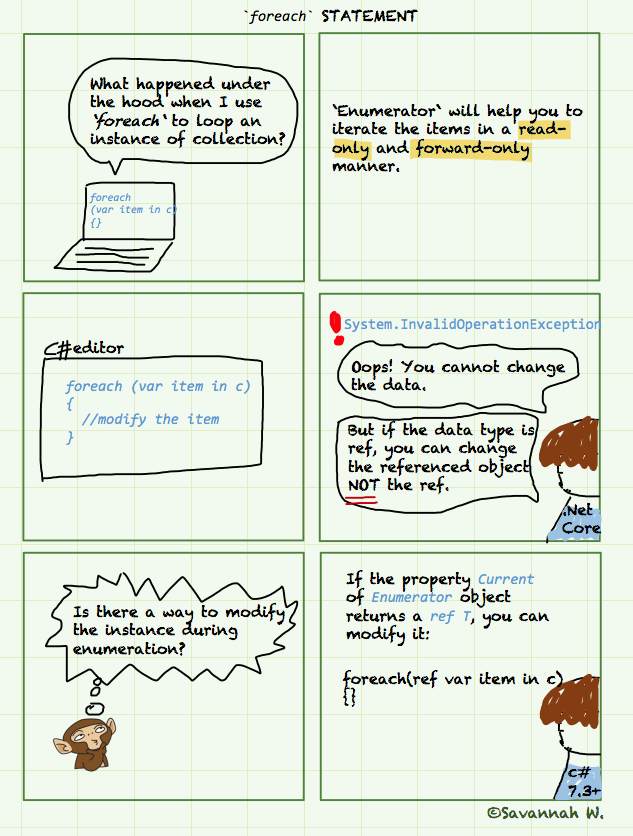 `foreach` STATEMENT
What happened under
the hood when I use
`foreach` to loop an
instance of collection?
foreach
(var item in c)
{}
`Enumerator` will help you to
iterate the items in a read-
only and forward-only
manner.
C#editor
foreach (var item in c)
{
//modify the item
}
System.InvalidOperationException
Oops! You cannot change
the data.
But if the data type is
ref, you can change
the referenced object
NOT the ref.
.Net
Core
Is there a way to modify
the instance during
enumeration?
If the property Current
of Enumerator object
returns a ref T, you can
modify it:
foreach(ref var item in c)
{}
C#
7.3+
©Savannah W.